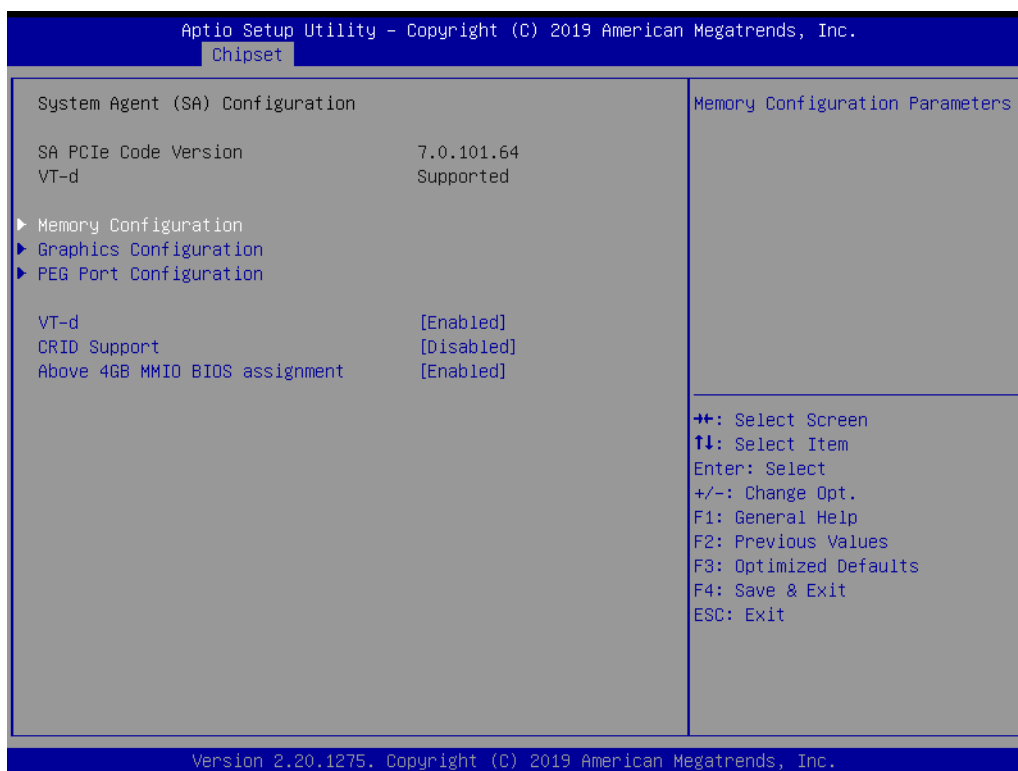 Aptio Setup Utility – Copyright (C) 2019 American Megatrends, Inc.
Chipset
System Agent (SA) Configuration
SA PCIe Code Version 7.0.101.64
VT-d Supported
► Memory Configuration
► Graphics Configuration
► PEG Port Configuration
VT-d [Enabled]
CRID Support [Disabled]
Above 4GB MMIO BIOS assignment [Enabled]
Memory Configuration Parameters
→←: Select Screen
↑↓: Select Item
Enter: Select
+/-: Change Opt.
F1: General Help
F2: Previous Values
F3: Optimized Defaults
F4: Save & Exit
ESC: Exit
Version 2.20.1275. Copyright (C) 2019 American Megatrends, Inc.